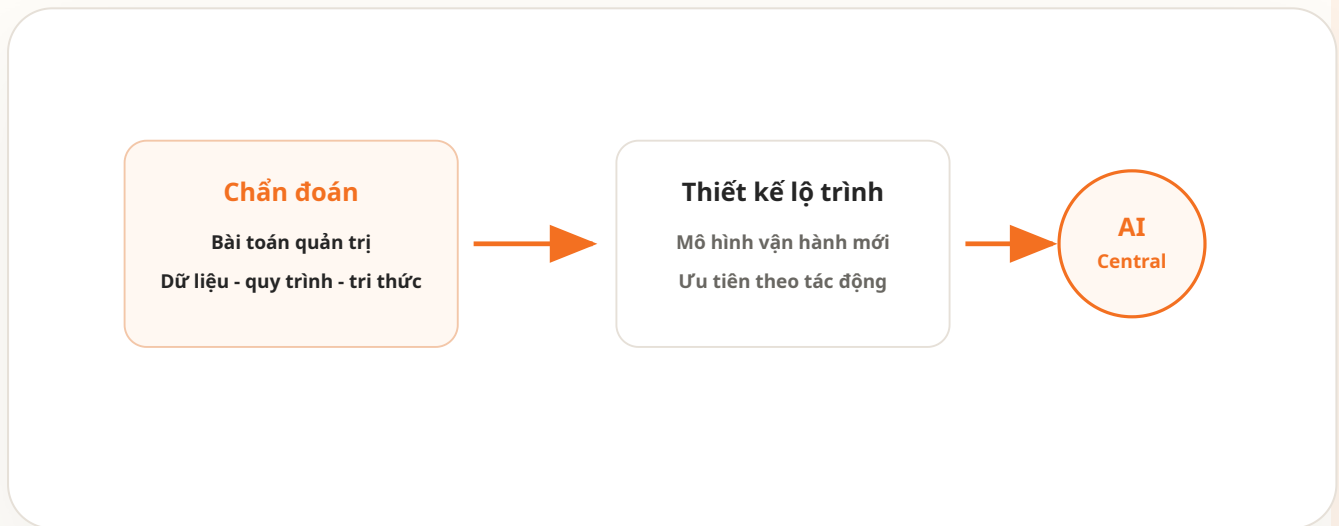 Chẩn đoán
Bài toán quản trị
Dữ liệu - quy trình - tri thức
Thiết kế lộ trình
Mô hình vận hành mới
Ưu tiên theo tác động
AI
Central